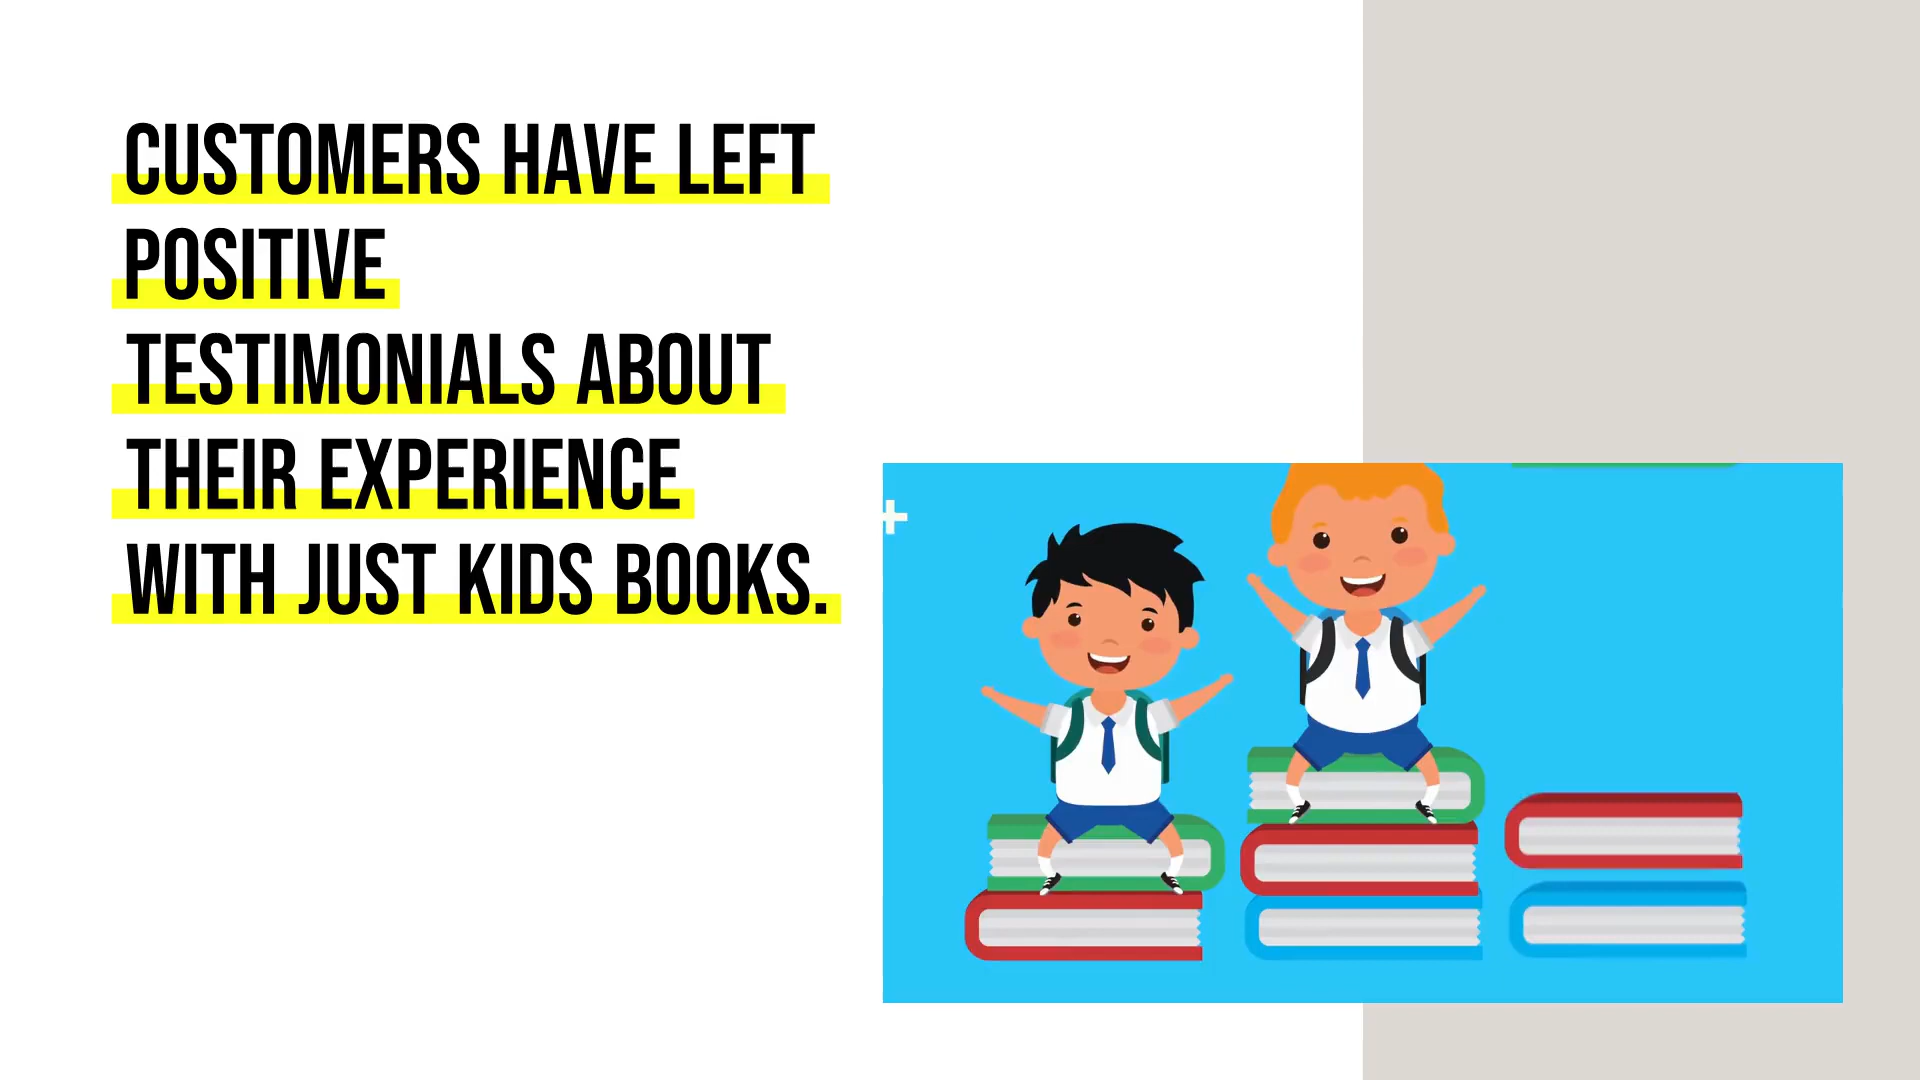 CUSTOMERS HAVE LEFT
POSITIVE
TESTIMONIALS ABOUT
THEIR EXPERIENCE
WITH JUST KIDS BOOKS.